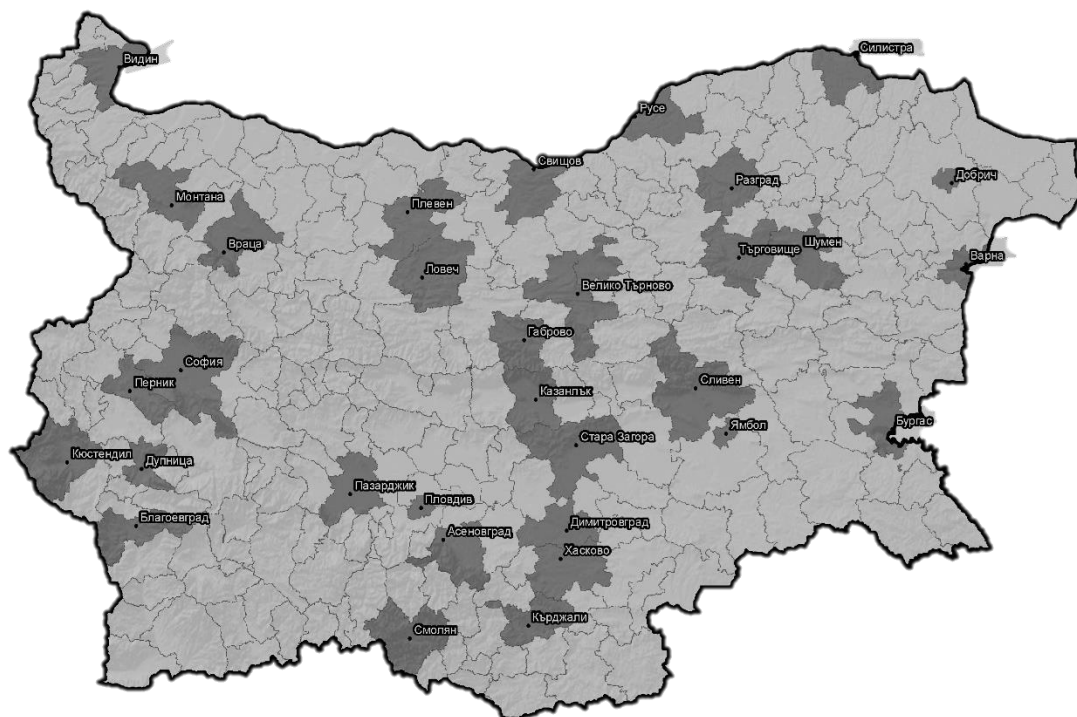 Видин
Силистра
Русе
Свищов
Монтана
Плевен
Разград
Добрич
Враца
Ловеч
Търговище
Шумен
Варна
Велико Търново
Габрово
София
Перник
Казанлък
Сливен
Ямбол
Бургас
Стара Загора
Кюстендил
Дупница
Пазарджик
Пловдив
Благоевград
Асеновград
Димитровград
Хасково
Кърджали
Смолян